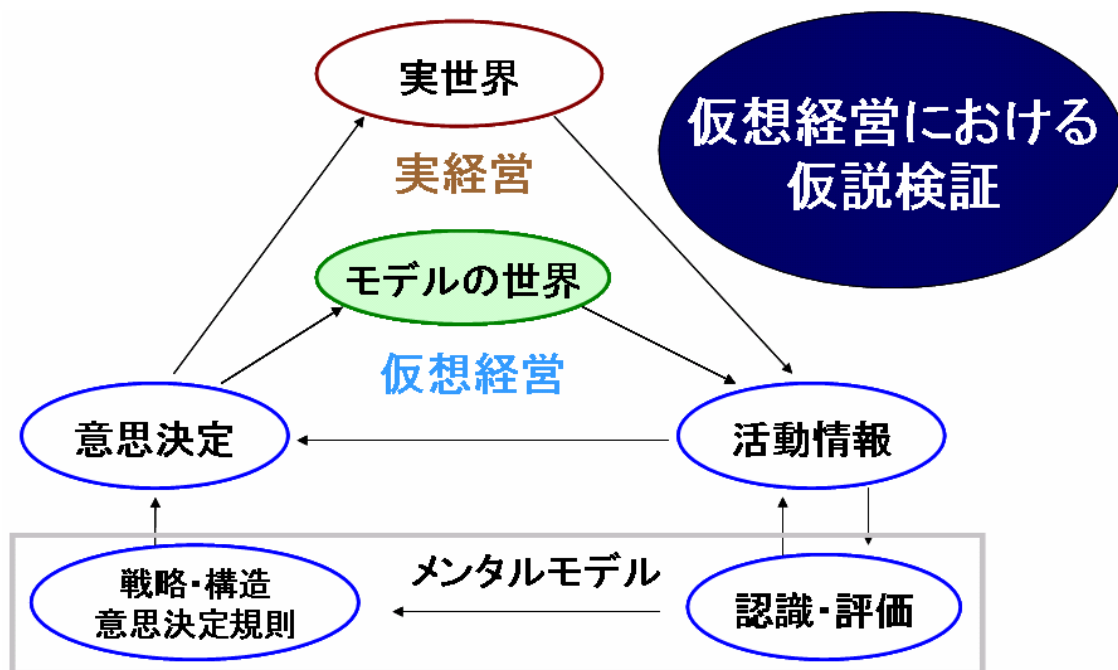 実世界
仮想経営における
仮説検証
実経営
モデルの世界
仮想経営
意思決定
活動情報
メンタルモデル
戦略・構造
意思決定規則
認識・評価